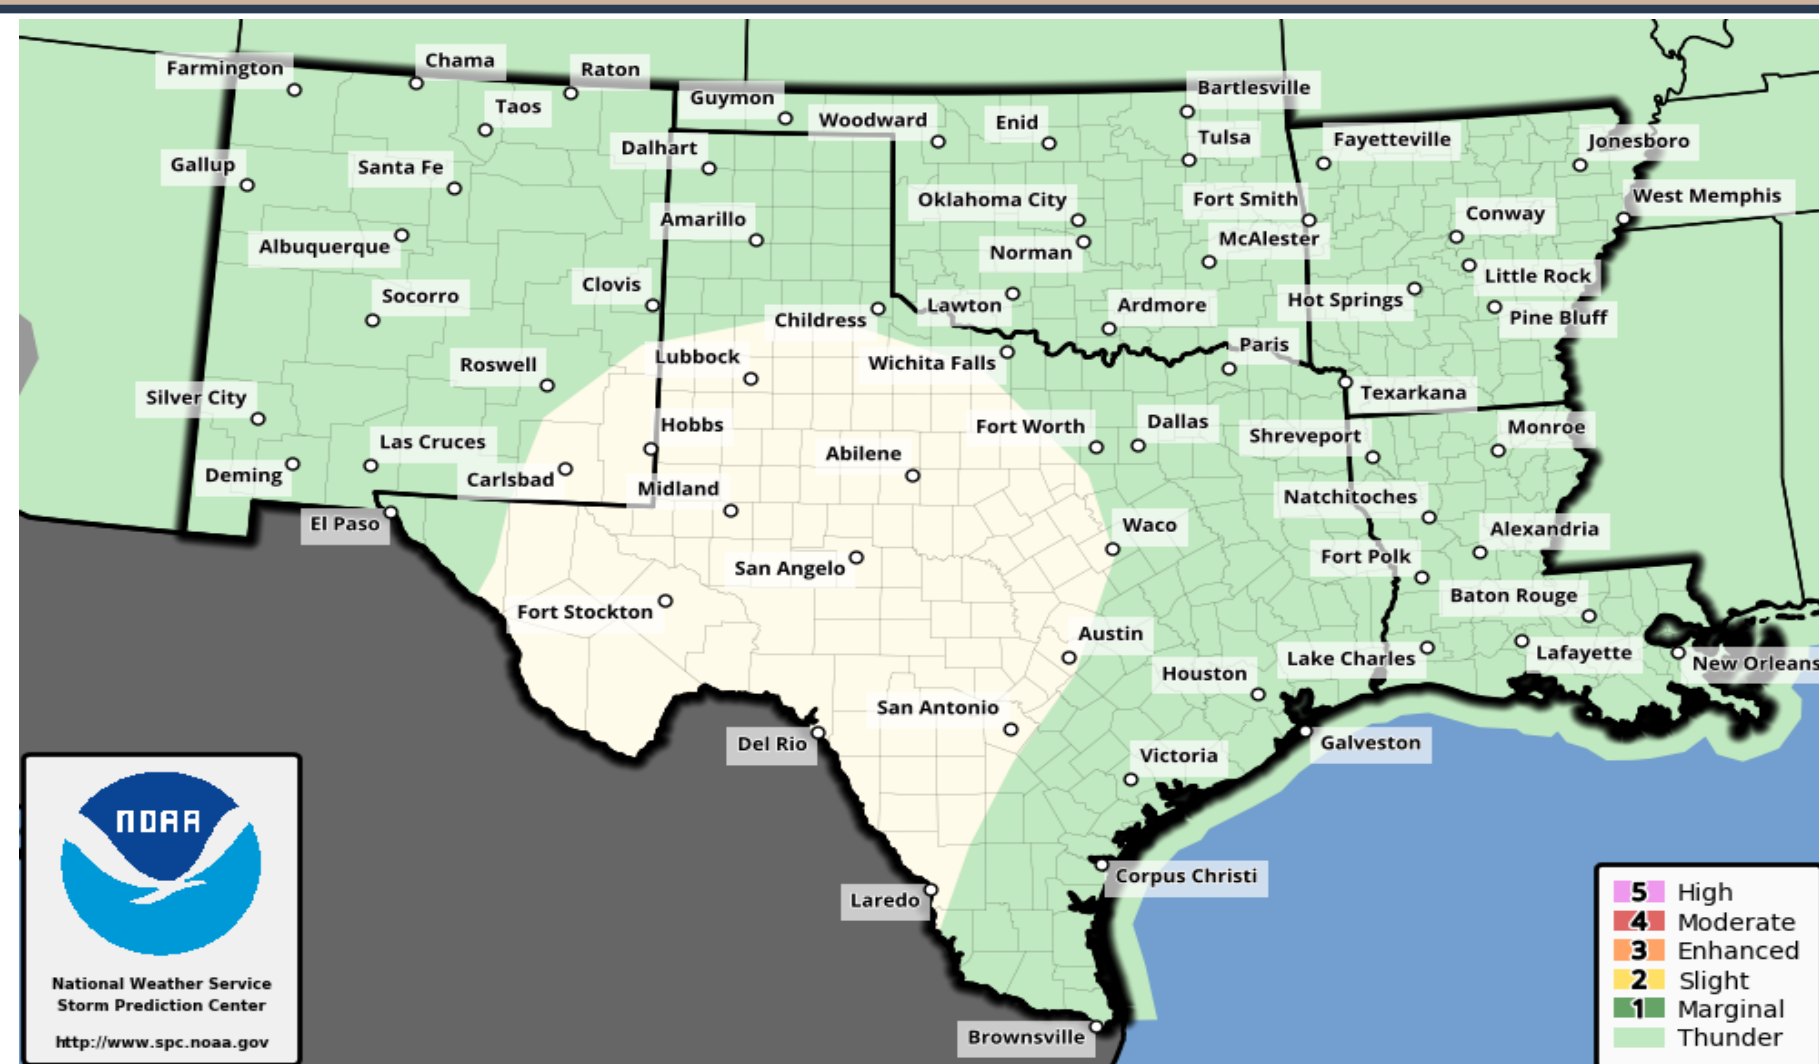 Farmington
Chama
Raton
Taos
Guymon
Woodward
Enid
Bartlesville
Tulsa
Fayetteville
Jonesboro
Gallup
Santa Fe
Dalhart
Oklahoma City
Fort Smith
West Memphis
Conway
Albuquerque
Amarillo
Norman
McAlester
Little Rock
Socorro
Clovis
Childress
Lawton
Ardmore
Hot Springs
Pine Bluff
Roswell
Lubbock
Wichita Falls
Paris
Texarkana
Silver City
Las Cruces
Hobbs
Fort Worth
Dallas
Shreveport
Monroe
Deming
Carlsbad
Midland
Abilene
Natchitoches
El Paso
Waco
Alexandria
San Angelo
Fort Polk
Fort Stockton
Baton Rouge
Austin
Lake Charles
Lafayette
New Orleans
Houston
San Antonio
Del Rio
Galveston
Victoria
Corpus Christi
Laredo
Brownsville
NOAA
National Weather Service
Storm Prediction Center
http://www.spc.noaa.gov
5 High
4 Moderate
3 Enhanced
2 Slight
1 Marginal
Thunder